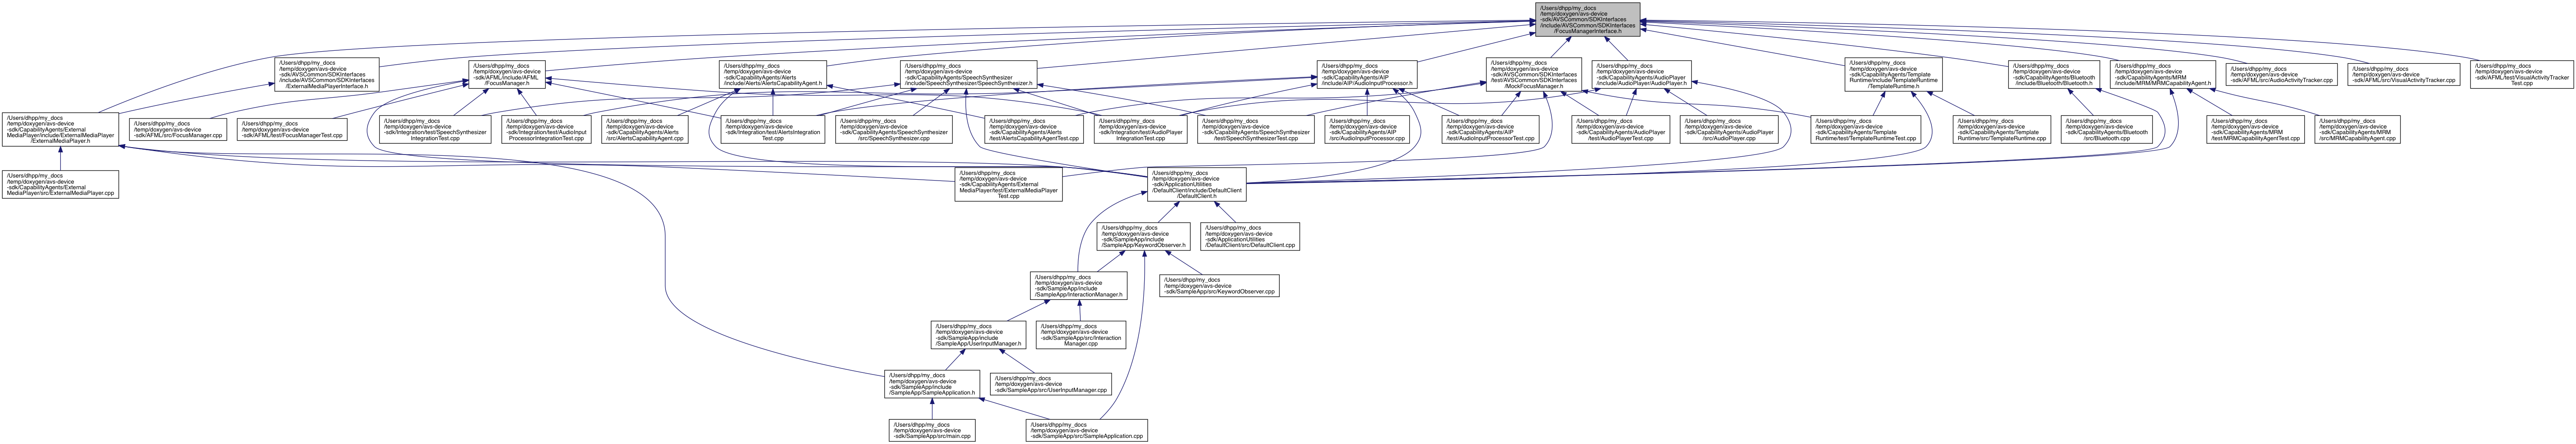 /Users/dhpp/my_docs
/temp/doxygen/avs-device
-sdk/AVSCommon/SDKInterfaces
/include/AVSCommon/SDKInterfaces
/FocusManagerInterface.h
/Users/dhpp/my_docs
/temp/doxygen/avs-device
-sdk/AVSCommon/SDKInterfaces
/include/AVSCommon/SDKInterfaces
/ExternalMediaPlayerInterface.h
/Users/dhpp/my_docs
/temp/doxygen/avs-device
-sdk/AFML/include/AFML
/FocusManager.h
/Users/dhpp/my_docs
/temp/doxygen/avs-device
-sdk/CapabilityAgents/Alerts
/include/Alerts/AlertsCapabilityAgent.h
/Users/dhpp/my_docs
/temp/doxygen/avs-device
-sdk/CapabilityAgents/SpeechSynthesizer
/include/SpeechSynthesizer/SpeechSynthesizer.h
/Users/dhpp/my_docs
/temp/doxygen/avs-device
-sdk/CapabilityAgents/AIP
/include/AIP/AudioInputProcessor.h
/Users/dhpp/my_docs
/temp/doxygen/avs-device
-sdk/AVSCommon/SDKInterfaces
/test/AVSCommon/SDKInterfaces
/MockFocusManager.h
/Users/dhpp/my_docs
/temp/doxygen/avs-device
-sdk/CapabilityAgents/AudioPlayer
/include/AudioPlayer/AudioPlayer.h
/Users/dhpp/my_docs
/temp/doxygen/avs-device
-sdk/CapabilityAgents/Template
Runtime/include/TemplateRuntime
/TemplateRuntime.h
/Users/dhpp/my_docs
/temp/doxygen/avs-device
-sdk/CapabilityAgents/Bluetooth
/include/Bluetooth/Bluetooth.h
/Users/dhpp/my_docs
/temp/doxygen/avs-device
-sdk/CapabilityAgents/MRM
/include/MRM/MRMCapabilityAgent.h
/Users/dhpp/my_docs
/temp/doxygen/avs-device
-sdk/AFML/src/AudioActivityTracker.cpp
/Users/dhpp/my_docs
/temp/doxygen/avs-device
-sdk/AFML/src/VisualActivityTracker.cpp
/Users/dhpp/my_docs
/temp/doxygen/avs-device
-sdk/AFML/test/VisualActivityTracker
Test.cpp
/Users/dhpp/my_docs
/temp/doxygen/avs-device
-sdk/CapabilityAgents/External
MediaPlayer/include/ExternalMediaPlayer
/ExternalMediaPlayer.h
/Users/dhpp/my_docs
/temp/doxygen/avs-device
-sdk/AFML/src/FocusManager.cpp
/Users/dhpp/my_docs
/temp/doxygen/avs-device
-sdk/AFML/test/FocusManagerTest.cpp
/Users/dhpp/my_docs
/temp/doxygen/avs-device
-sdk/Integration/test/SpeechSynthesizer
IntegrationTest.cpp
/Users/dhpp/my_docs
/temp/doxygen/avs-device
-sdk/Integration/test/AudioInput
ProcessorIntegrationTest.cpp
/Users/dhpp/my_docs
/temp/doxygen/avs-device
-sdk/CapabilityAgents/Alerts
/src/AlertsCapabilityAgent.cpp
/Users/dhpp/my_docs
/temp/doxygen/avs-device
-sdk/Integration/test/AlertsIntegration
Test.cpp
/Users/dhpp/my_docs
/temp/doxygen/avs-device
-sdk/CapabilityAgents/SpeechSynthesizer
/src/SpeechSynthesizer.cpp
/Users/dhpp/my_docs
/temp/doxygen/avs-device
-sdk/CapabilityAgents/Alerts
/test/AlertsCapabilityAgentTest.cpp
/Users/dhpp/my_docs
/temp/doxygen/avs-device
-sdk/Integration/test/AudioPlayer
IntegrationTest.cpp
/Users/dhpp/my_docs
/temp/doxygen/avs-device
-sdk/CapabilityAgents/SpeechSynthesizer
/test/SpeechSynthesizerTest.cpp
/Users/dhpp/my_docs
/temp/doxygen/avs-device
-sdk/CapabilityAgents/AIP
/src/AudioInputProcessor.cpp
/Users/dhpp/my_docs
/temp/doxygen/avs-device
-sdk/CapabilityAgents/AIP
/test/AudioInputProcessorTest.cpp
/Users/dhpp/my_docs
/temp/doxygen/avs-device
-sdk/CapabilityAgents/AudioPlayer
/test/AudioPlayerTest.cpp
/Users/dhpp/my_docs
/temp/doxygen/avs-device
-sdk/CapabilityAgents/AudioPlayer
/src/AudioPlayer.cpp
/Users/dhpp/my_docs
/temp/doxygen/avs-device
-sdk/CapabilityAgents/Template
Runtime/test/TemplateRuntimeTest.cpp
/Users/dhpp/my_docs
/temp/doxygen/avs-device
-sdk/CapabilityAgents/Template
Runtime/src/TemplateRuntime.cpp
/Users/dhpp/my_docs
/temp/doxygen/avs-device
-sdk/CapabilityAgents/Bluetooth
/src/Bluetooth.cpp
/Users/dhpp/my_docs
/temp/doxygen/avs-device
-sdk/CapabilityAgents/MRM
/test/MRMCapabilityAgentTest.cpp
/Users/dhpp/my_docs
/temp/doxygen/avs-device
-sdk/CapabilityAgents/MRM
/src/MRMCapabilityAgent.cpp
/Users/dhpp/my_docs
/temp/doxygen/avs-device
-sdk/CapabilityAgents/External
MediaPlayer/src/ExternalMediaPlayer.cpp
/Users/dhpp/my_docs
/temp/doxygen/avs-device
-sdk/CapabilityAgents/External
MediaPlayer/test/ExternalMediaPlayer
Test.cpp
/Users/dhpp/my_docs
/temp/doxygen/avs-device
-sdk/ApplicationUtilities
/DefaultClient/include/DefaultClient
/DefaultClient.h
/Users/dhpp/my_docs
/temp/doxygen/avs-device
-sdk/SampleApp/include
/SampleApp/KeywordObserver.h
/Users/dhpp/my_docs
/temp/doxygen/avs-device
-sdk/ApplicationUtilities
/DefaultClient/src/DefaultClient.cpp
/Users/dhpp/my_docs
/temp/doxygen/avs-device
-sdk/SampleApp/include
/SampleApp/InteractionManager.h
/Users/dhpp/my_docs
/temp/doxygen/avs-device
-sdk/SampleApp/src/KeywordObserver.cpp
/Users/dhpp/my_docs
/temp/doxygen/avs-device
-sdk/SampleApp/include
/SampleApp/UserInputManager.h
/Users/dhpp/my_docs
/temp/doxygen/avs-device
-sdk/SampleApp/src/Interaction
Manager.cpp
/Users/dhpp/my_docs
/temp/doxygen/avs-device
-sdk/SampleApp/include
/SampleApp/SampleApplication.h
/Users/dhpp/my_docs
/temp/doxygen/avs-device
-sdk/SampleApp/src/UserInputManager.cpp
/Users/dhpp/my_docs
/temp/doxygen/avs-device
-sdk/SampleApp/src/main.cpp
/Users/dhpp/my_docs
/temp/doxygen/avs-device
-sdk/SampleApp/src/SampleApplication.cpp